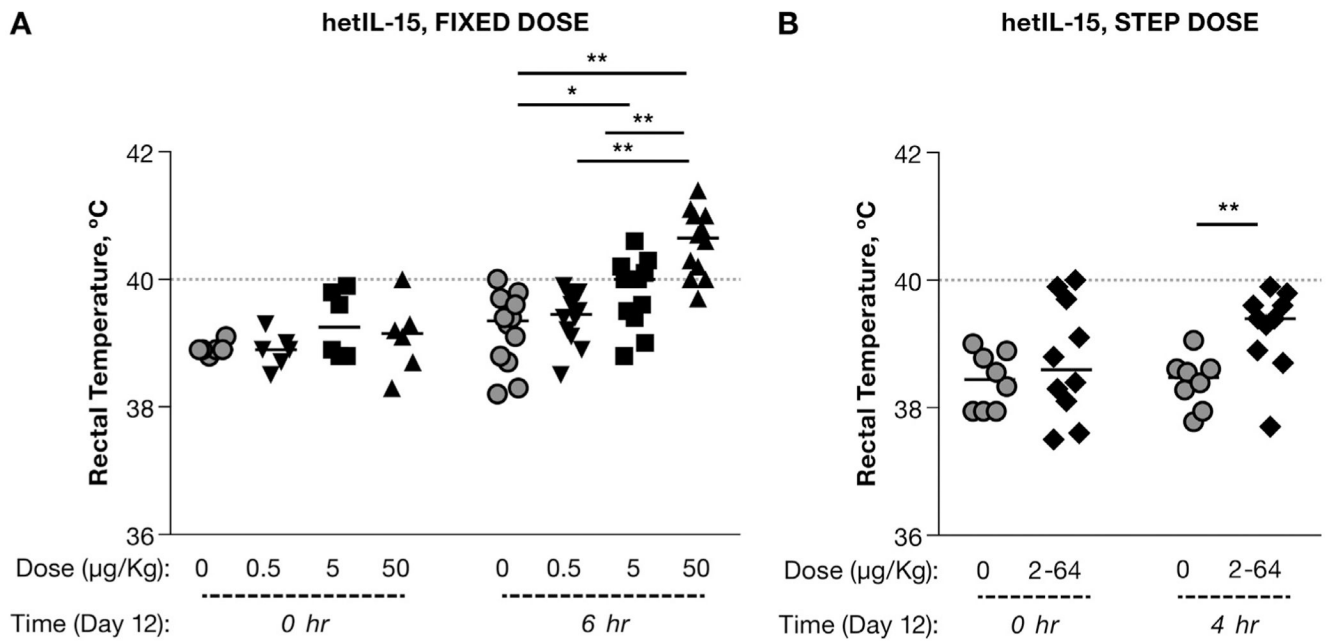 A
hetIL-15, FIXED DOSE
**
*
**
**
42
40
38
36
Rectal Temperature, ºC
Dose (µg/Kg): 0 0.5 5 50 0 0.5 5 50
Time (Day 12): 0 hr 6 hr
B
hetIL-15, STEP DOSE
**
42
40
38
36
Rectal Temperature, ºC
Dose (µg/Kg): 0 2-64 0 2-64
Time (Day 12): 0 hr 4 hr